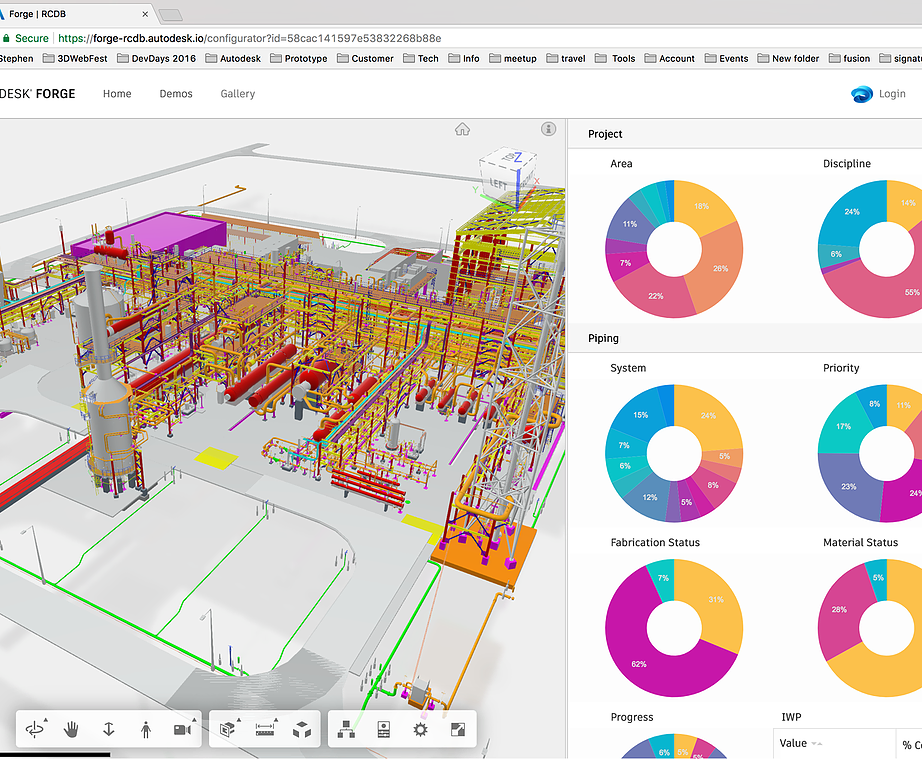 Forge | RCDB ×
Secure https://forge-rcdb.autodesk.io/configurator?id=58cac141597e53832268b88e
Stephen 3DWebFest DevDays 2016 Autodesk Prototype Customer Tech Info meetup travel Tools Account Events New folder fusion signatu
DESK® FORGE Home Demos Gallery Login
Project
Area Discipline
16%
26%
22%
7%
11%
14%
55%
6%
24%
Z
X
Y
LEFT
Piping
System Priority
24%
5%
8%
5%
12%
6%
7%
15%
11%
24%
23%
17%
8%
Fabrication Status Material Status
31%
62%
7%
28%
5%
Progress IWP
6%
5%
5%
Value
% Co